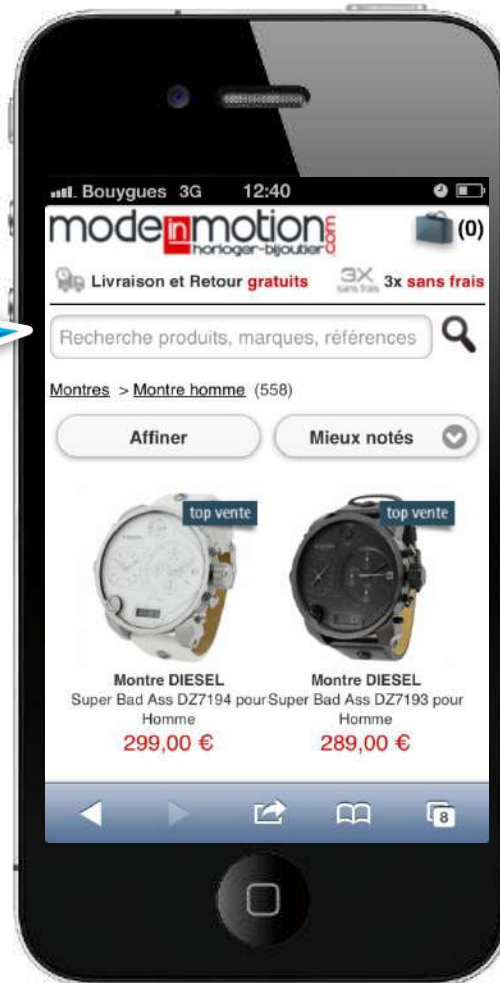 Bouygues 3G 12:40
modeinmotion.com
horloger-bijoutier
(0)
Livraison et Retour gratuits
3X
sans frais
3x sans frais
Recherche produits, marques, références
Montres > Montre homme (558)
Affiner
Mieux notés
top vente
top vente
Montre DIESEL
Super Bad Ass DZ7194 pour
Homme
299,00 €
Montre DIESEL
Super Bad Ass DZ7193 pour
Homme
289,00 €
8